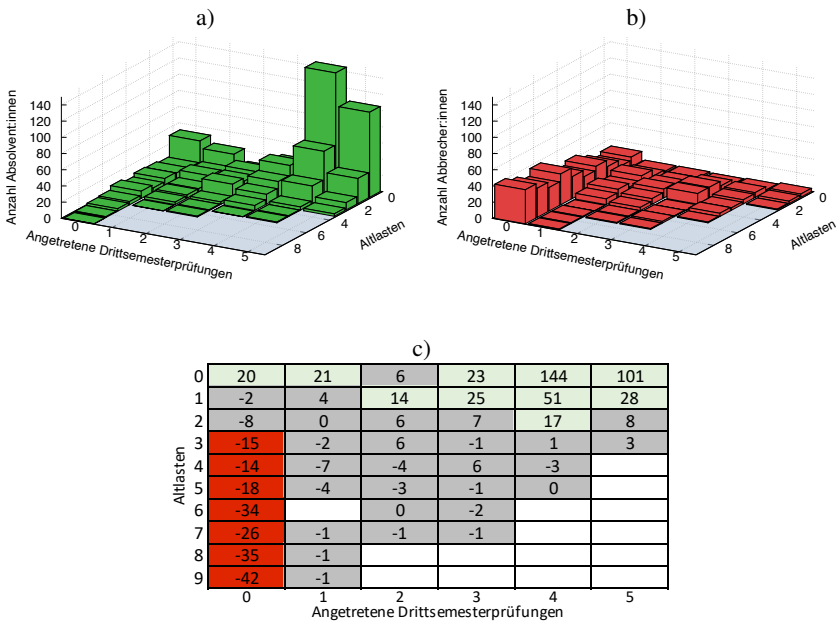 a)
Anzahl Absolvent:innen
140
120
100
80
60
40
20
0
0
1
2
3
4
5
Angetretene Drittsemesterprüfungen
8
6
4
2
0
Altlasten
b)
Anzahl Abbrecher:innen
140
120
100
80
60
40
20
0
0
1
2
3
4
5
Angetretene Drittsemesterprüfungen
8
6
4
2
0
Altlasten
c)
0 20 21 6 23 144 101
1 -2 4 14 25 51 28
2 -8 0 6 7 17 8
3 -15 -2 6 -1 1 3
4 -14 -7 -4 6 -3
5 -18 -4 -3 -1 0
6 -34 0 -2
7 -26 -1 -1 -1
8 -35 -1
9 -42 -1
Altlasten
0 1 2 3 4 5
Angetretene Drittsemesterprüfungen